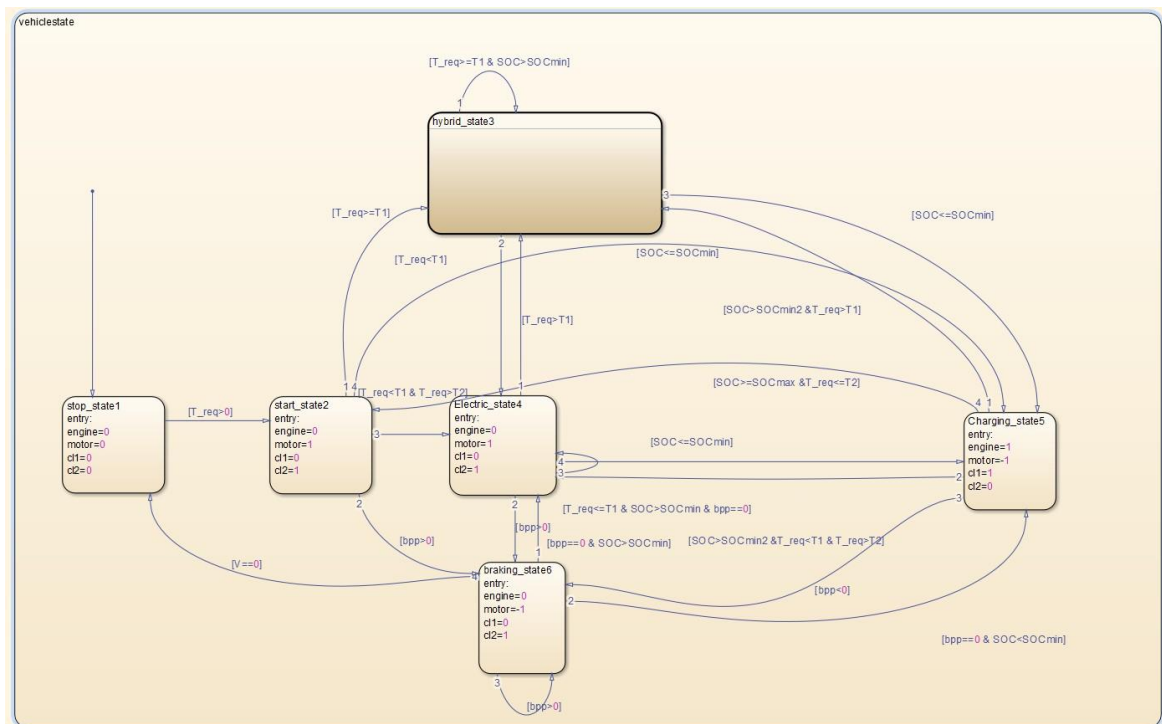 vehiclestate
[T_req>=T1 & SOC>SOCmin]
1
hybrid_state3
3
[T_req>=T1]
[SOC<=SOCmin]
2
[T_req<T1]
[SOC<=SOCmin]
[SOC>SOCmin2 &T_req>T1]
[T_req>T1]
1
4
[T_req<T1 & T_req>T2]
1
[SOC>=SOCmax &T_req<=T2]
4
1
stop_state1
entry:
engine=0
motor=0
cl1=0
cl2=0
[T_req>0]
start_state2
entry:
engine=0
motor=1
cl1=0
cl2=1
3
2
Electric_state4
entry:
engine=0
motor=1
cl1=0
cl2=1
4
3
2
[SOC<=SOCmin]
Charging_state5
entry:
engine=1
motor=-1
cl1=1
cl2=0
2
3
[T_req<=T1 & SOC>SOCmin & bpp==0]
[bpp>0]
[bpp>0]
[bpp==0 & SOC>SOCmin]
[SOC>SOCmin2 &T_req<T1 & T_req>T2]
1
[V==0]
4
braking_state6
entry:
engine=0
motor=-1
cl1=0
cl2=1
2
[bpp<0]
[bpp==0 & SOC<SOCmin]
3
[bpp>0]